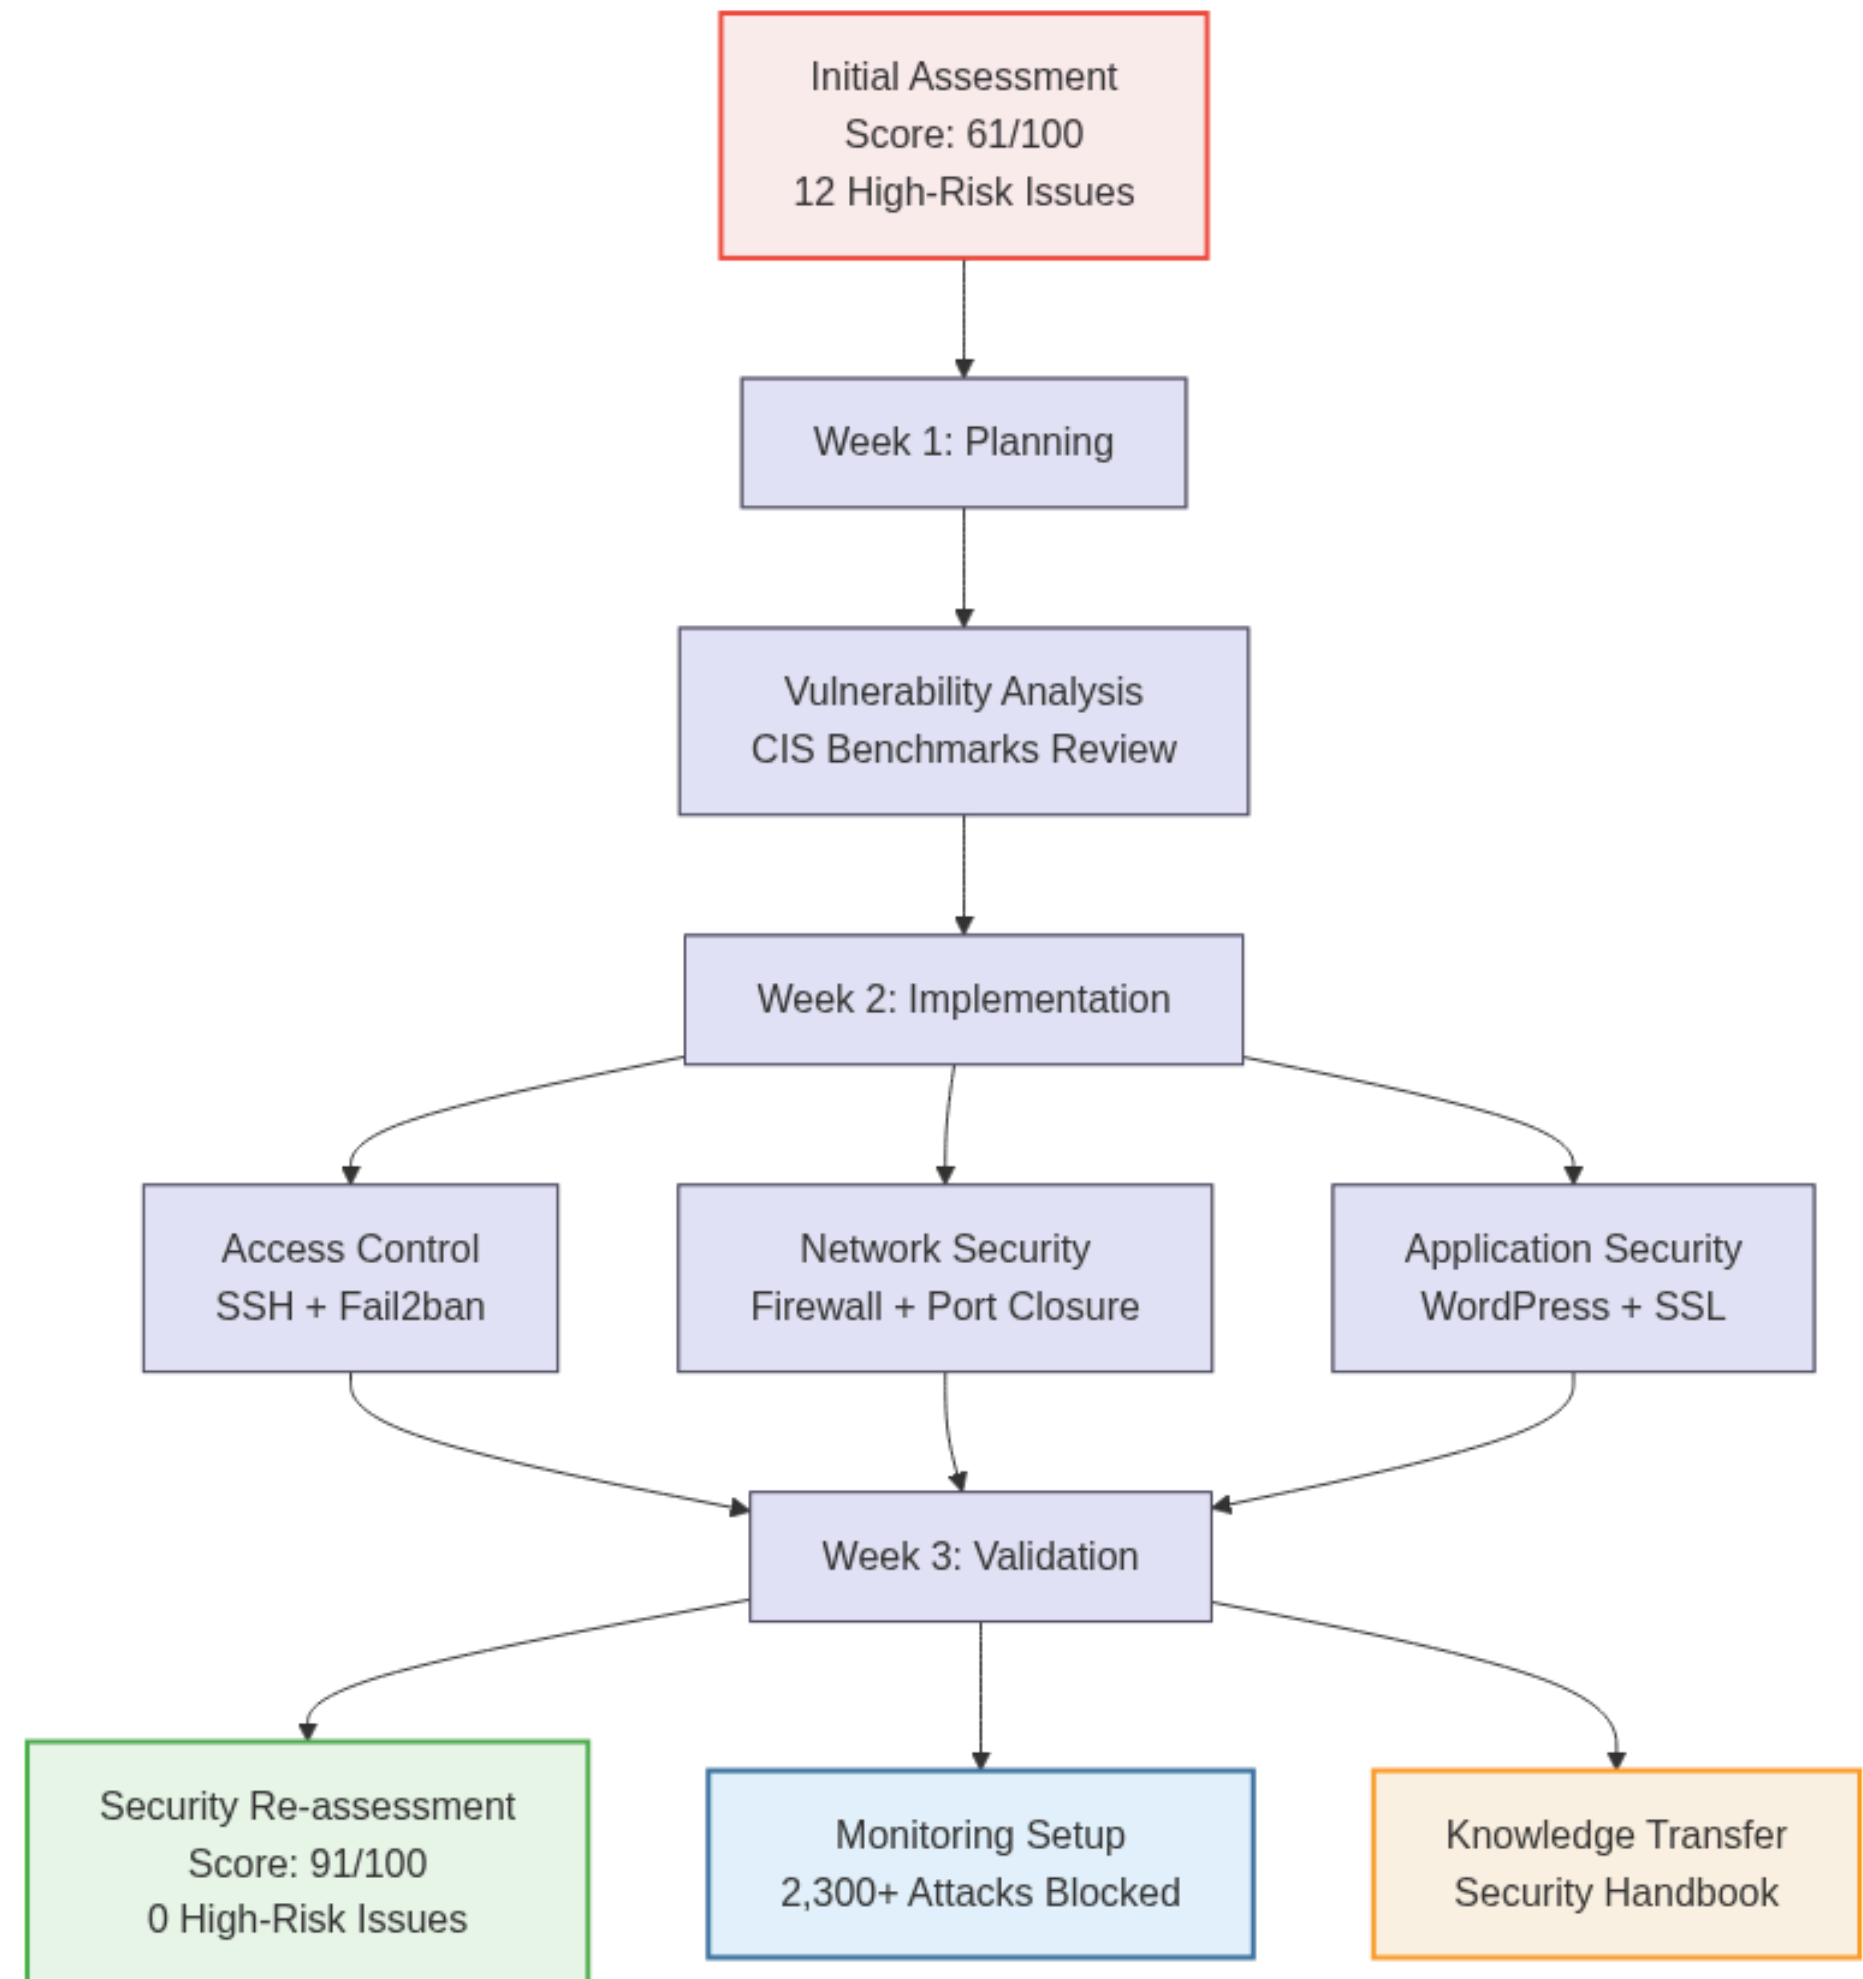 Initial Assessment
Score: 61/100
12 High-Risk Issues
Week 1: Planning
Vulnerability Analysis
CIS Benchmarks Review
Week 2: Implementation
Access Control
SSH + Fail2ban
Network Security
Firewall + Port Closure
Application Security
WordPress + SSL
Week 3: Validation
Security Re-assessment
Score: 91/100
0 High-Risk Issues
Monitoring Setup
2,300+ Attacks Blocked
Knowledge Transfer
Security Handbook